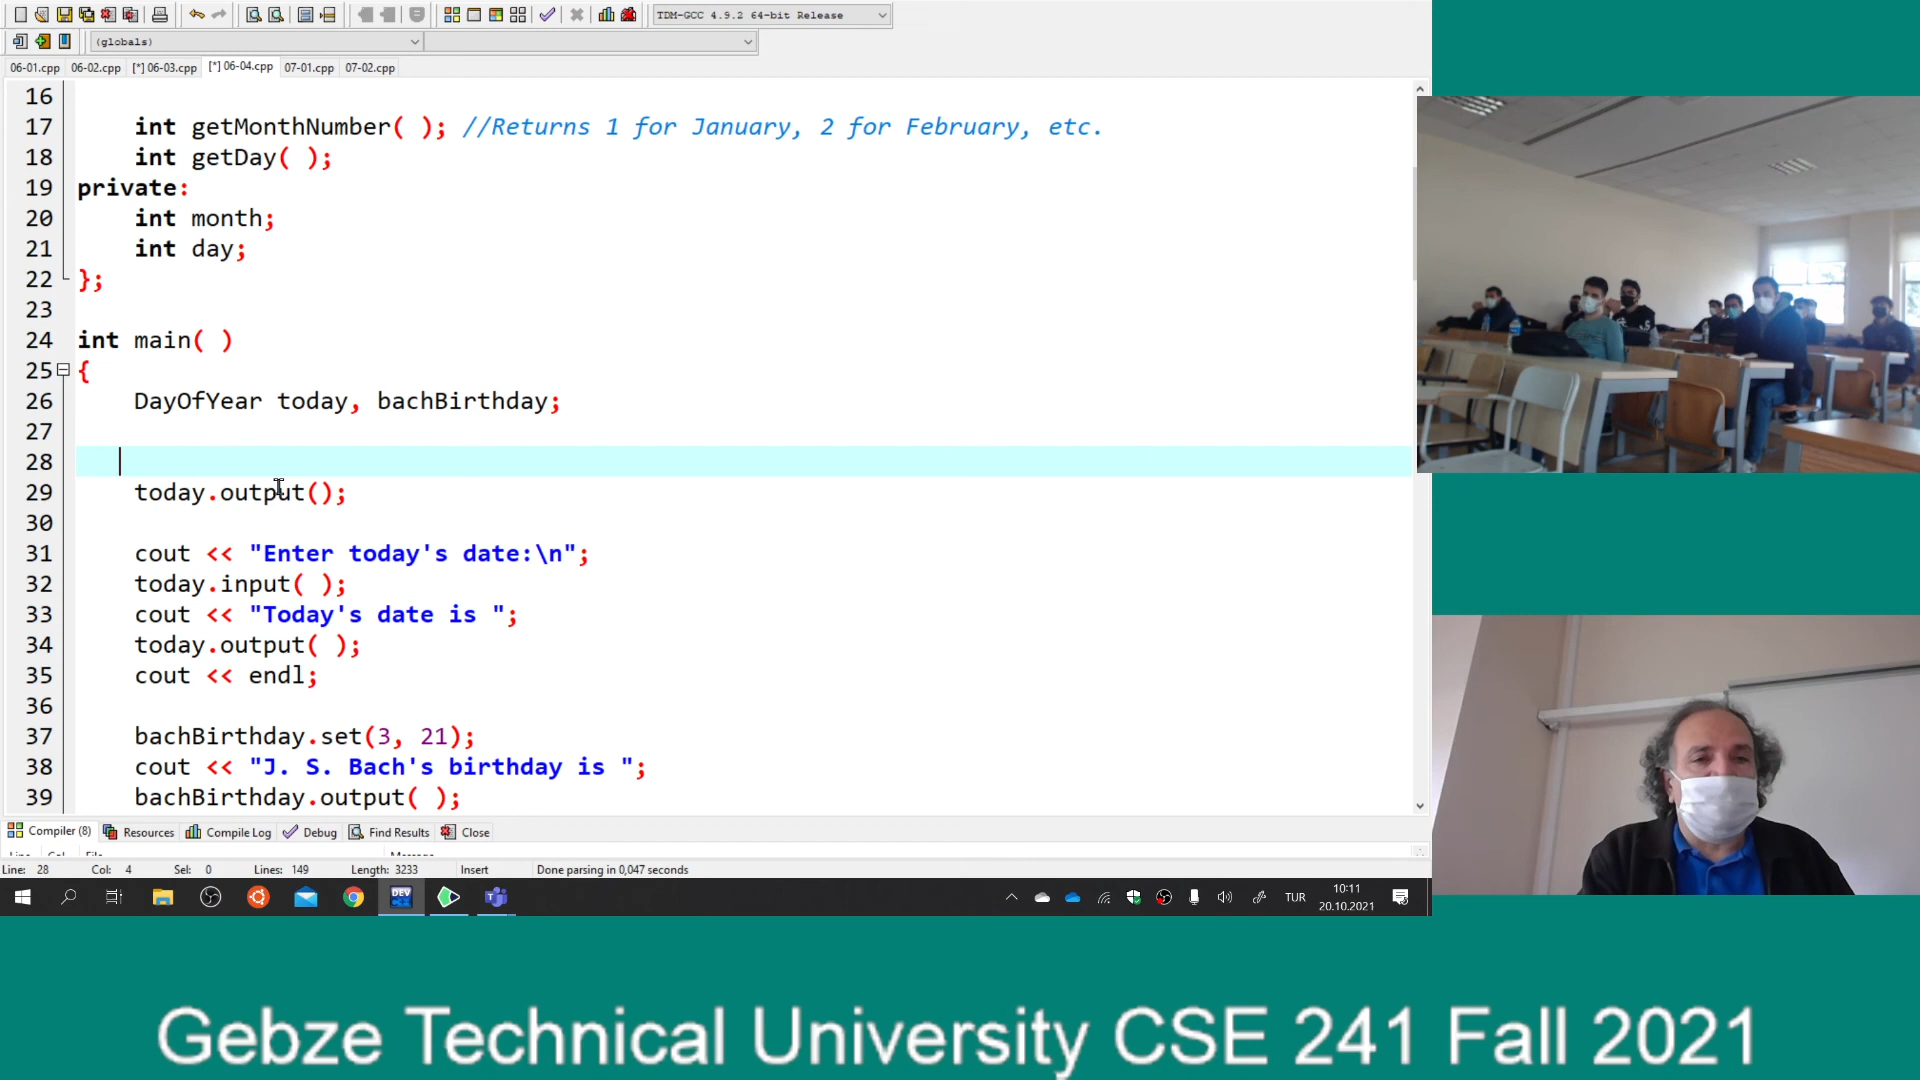 TDM-GCC 4.9.2 64-bit Release
(globals)
06-01.cpp 06-02.cpp [*] 06-03.cpp [*] 06-04.cpp 07-01.cpp 07-02.cpp
16
17 int getMonthNumber( ); //Returns 1 for January, 2 for February, etc.
18 int getDay( );
19 private:
20 int month;
21 int day;
22 };
23
24 int main( )
25 {
26 DayOfYear today, bachBirthday;
27
28
29 today.output();
30
31 cout << "Enter today's date:\n";
32 today.input( );
33 cout << "Today's date is ";
34 today.output( );
35 cout << endl;
36
37 bachBirthday.set(3, 21);
38 cout << "J. S. Bach's birthday is ";
39 bachBirthday.output( );
Compiler (8) Resources Compile Log Debug Find Results Close
Line: 28 Col: 4 Sel: 0 Lines: 149 Length: 3233 Insert Done parsing in 0,047 seconds
DEV
TUR
10:11
20.10.2021
Gebze Technical University CSE 241 Fall 2021